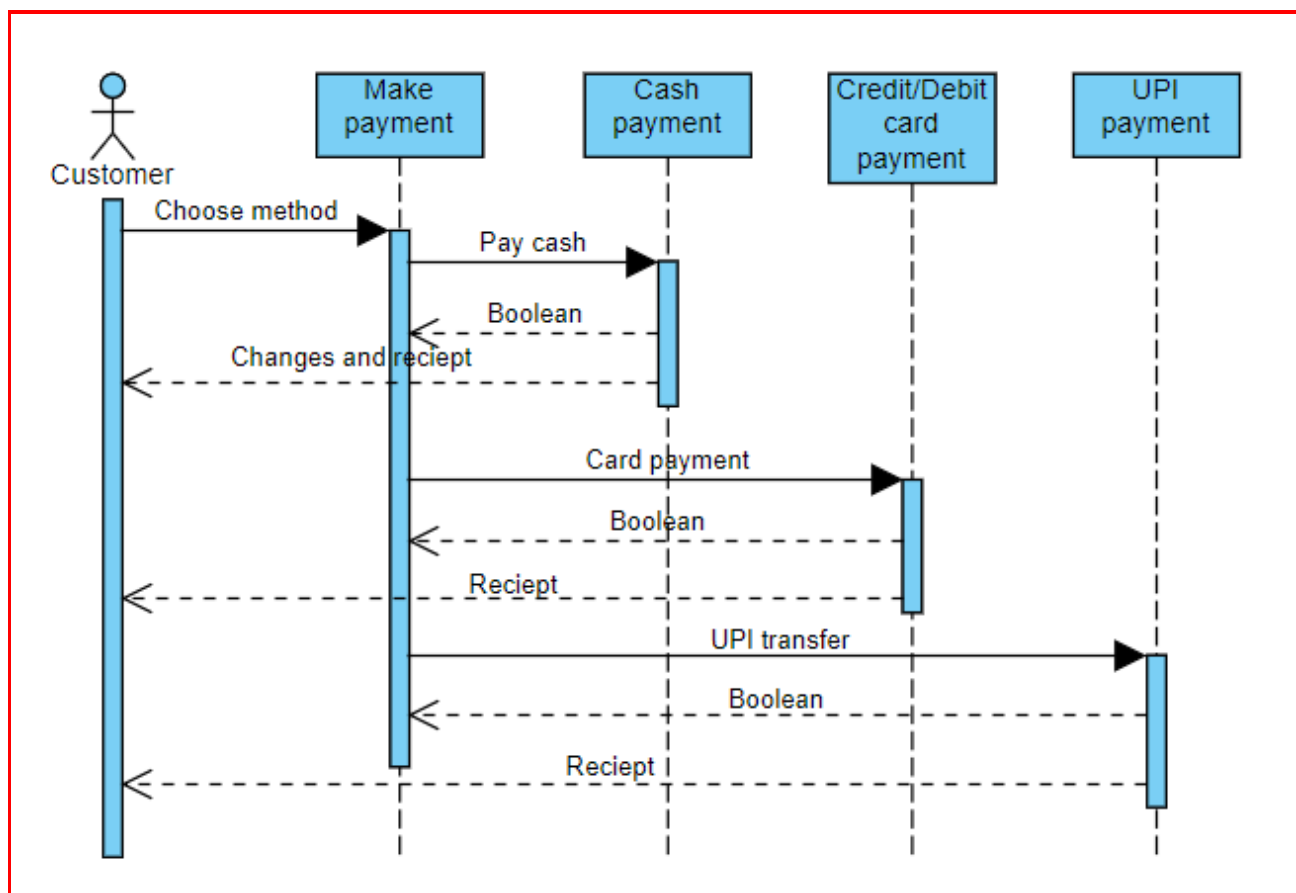 Make
payment
Cash
payment
Credit/Debit
card
payment
UPI
payment
Customer
Choose method
Pay cash
Boolean
Changes and reciept
Card payment
Boolean
Reciept
UPI transfer
Boolean
Reciept